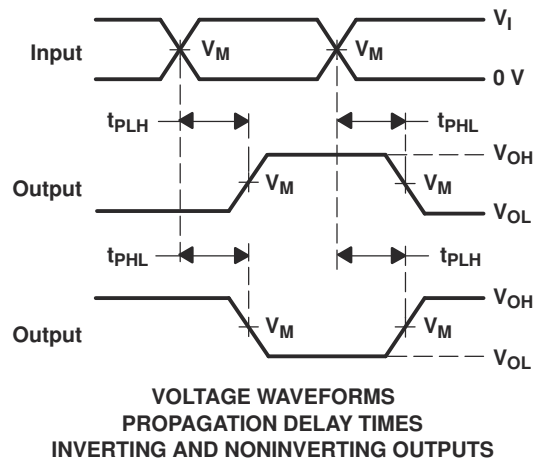 V_I
Input
V_M V_M
0 V
t_PLH t_PHL
V_OH
Output
V_M V_M
V_OL
t_PHL t_PLH
V_OH
Output
V_M V_M
V_OL
VOLTAGE WAVEFORMS
PROPAGATION DELAY TIMES
INVERTING AND NONINVERTING OUTPUTS